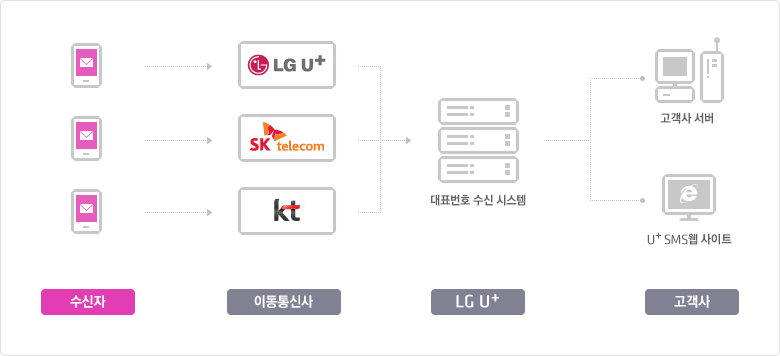 LG U+
SK telecom
kt
대표번호 수신 시스템
고객사 서버
U+ SMS웹 사이트
수신자
이동통신사
LG U+
고객사